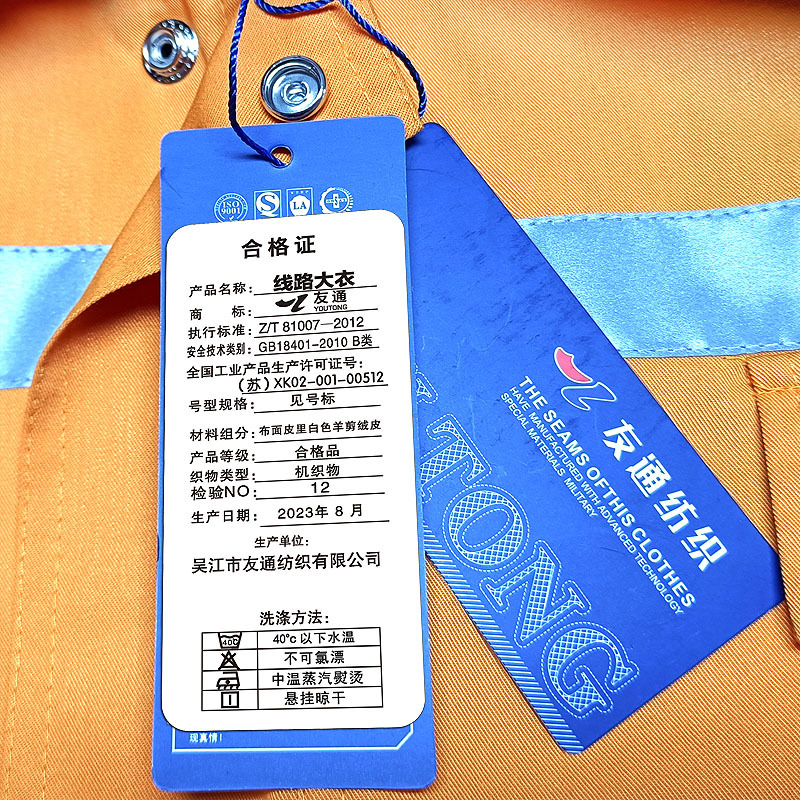 ISO
9001
S
LA
合格证
产品名称：线路大衣
商标：友通
YOUTONG
执行标准：Z/T 81007—2012
安全技术类别：GB18401-2010 B类
全国工业产品生产许可证号：
（苏）XK02-001-00512
号型规格：见号标
材料组分：布面皮里白色羊剪绒皮
产品等级：合格品
织物类型：机织物
检验NO：12
生产日期：2023年8月
生产单位：
吴江市友通纺织有限公司
洗涤方法：
40C 40℃以下水温
不可氯漂
中温蒸汽熨烫
悬挂晾干
现真情！
友通纺织
THE SEAMS OFTHIS CLOTHES
HAVE MANUFACTURED WITH ADVANCED TECHNOLOGY
SPECIAL MATERIALS MILITARY
TONG